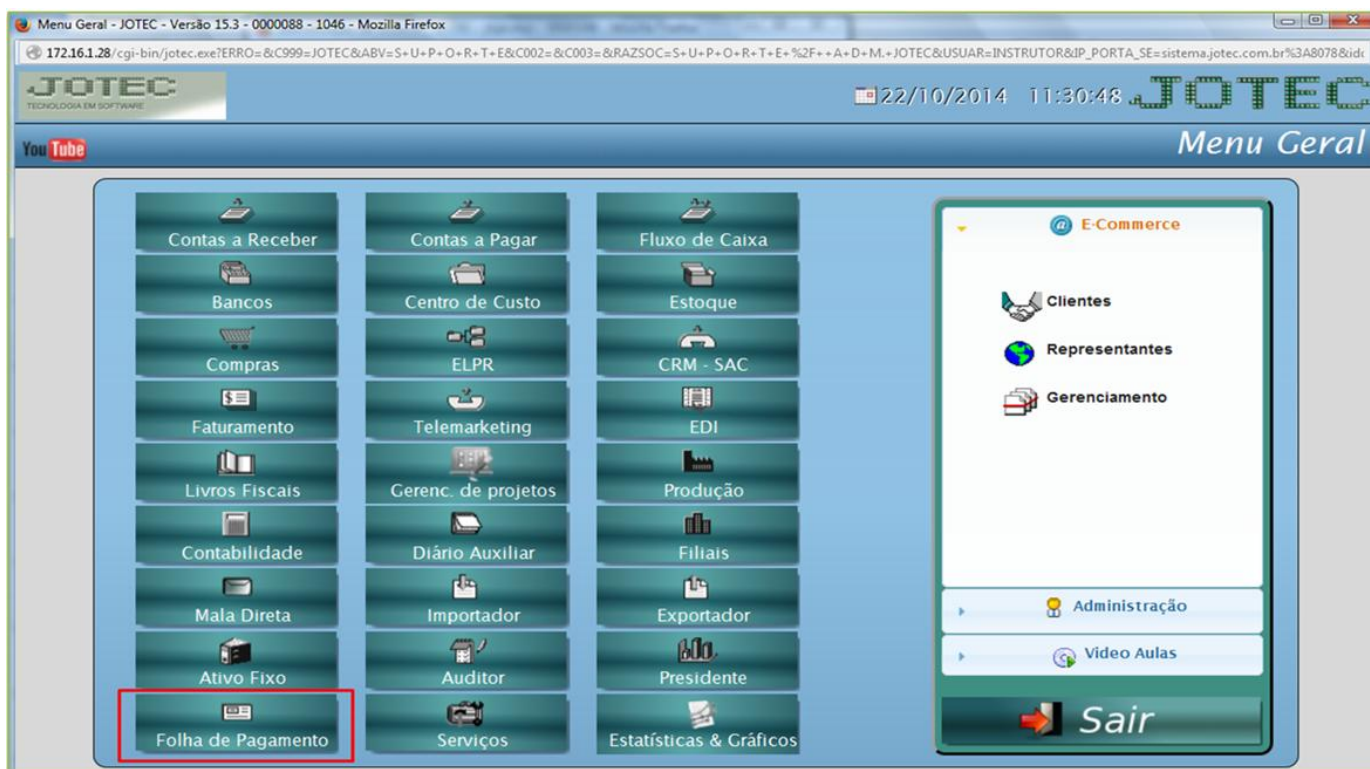 Menu Geral - JOTEC - Versão 15.3 - 0000088 - 1046 - Mozilla Firefox
172.16.1.28/cgi-bin/jotec.exe?ERRO=&C999=JOTEC&ABV=S+U+P+O+R+T+E&C002=&C003=&RAZSOC=S+U+P+O+R+T+E+%2F++A+D+M.+JOTEC&USUAR=INSTRUTOR&IP_PORTA_SE=sistema.jotec.com.br%3A8078&idc
JOTEC
TECNOLOGIA EM SOFTWARE
22/10/2014 11:30:48 JOTEC
You Tube
Menu Geral
Contas a Receber Contas a Pagar Fluxo de Caixa
Bancos Centro de Custo Estoque
Compras ELPR CRM - SAC
Faturamento Telemarketing EDI
Livros Fiscais Gerenc. de projetos Produção
Contabilidade Diário Auxiliar Filiais
Mala Direta Importador Exportador
Ativo Fixo Auditor Presidente
Folha de Pagamento Serviços Estatísticas & Gráficos
E-Commerce
Clientes
Representantes
Gerenciamento
Administração
Video Aulas
Sair